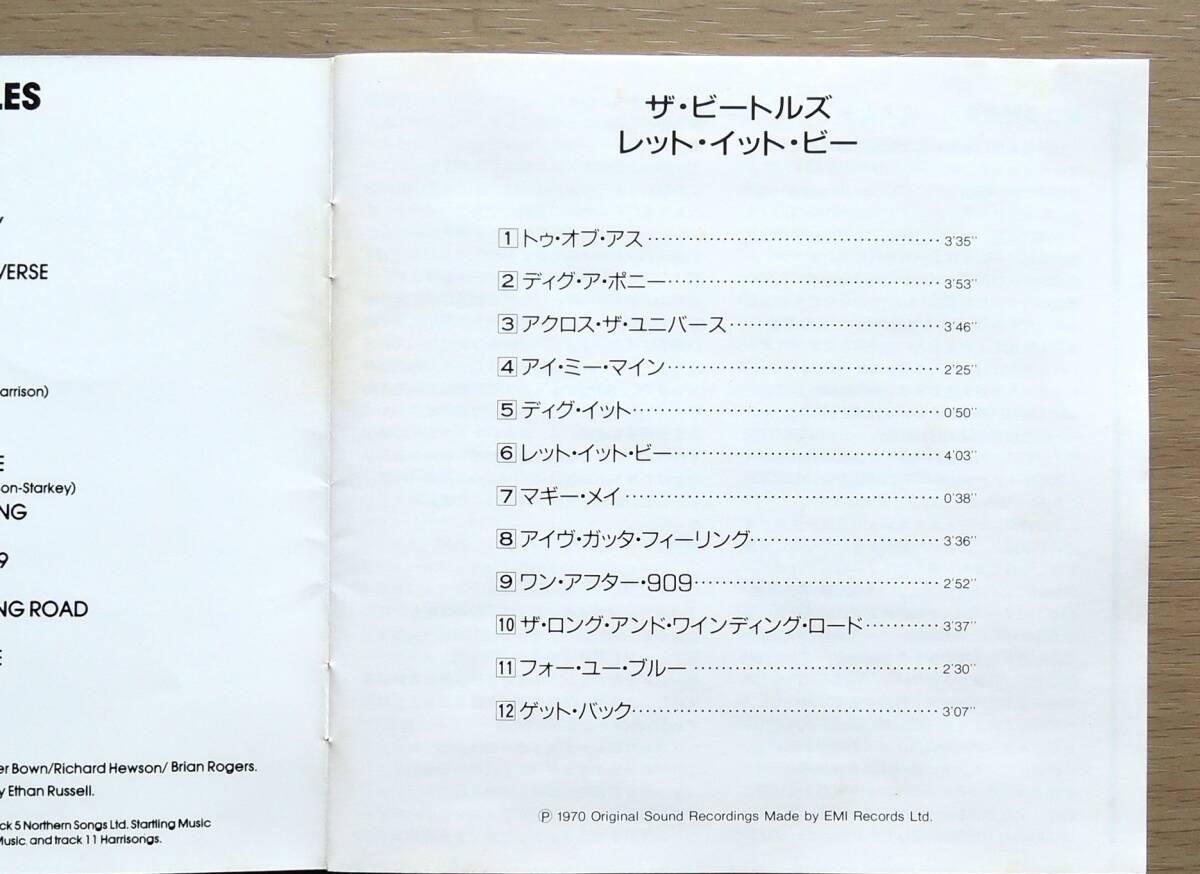 LES
VERSE
arrison)
E
on-Starkey)
NG
9
NG ROAD
E
er Bown/Richard Hewson/ Brian Rogers.
y Ethan Russell.
ck 5 Northern Songs Ltd. Startling Music
Music. and track 11 Harrisongs.
ザ・ビートルズ
レット・イット・ビー
1 トゥ・オブ・アス 3'35"
2 ディグ・ア・ポニー 3'53"
3 アクロス・ザ・ユニバース 3'46"
4 アイ・ミー・マイン 2'25"
5 ディグ・イット 0'50"
6 レット・イット・ビー 4'03"
7 マギー・メイ 0'38"
8 アイヴ・ガッタ・フィーリング 3'36"
9 ワン・アフター・909 2'52"
10 ザ・ロング・アンド・ワインディング・ロード 3'37"
11 フォー・ユー・ブルー 2'30"
12 ゲット・バック 3'07"
Ⓟ 1970 Original Sound Recordings Made by EMI Records Ltd.